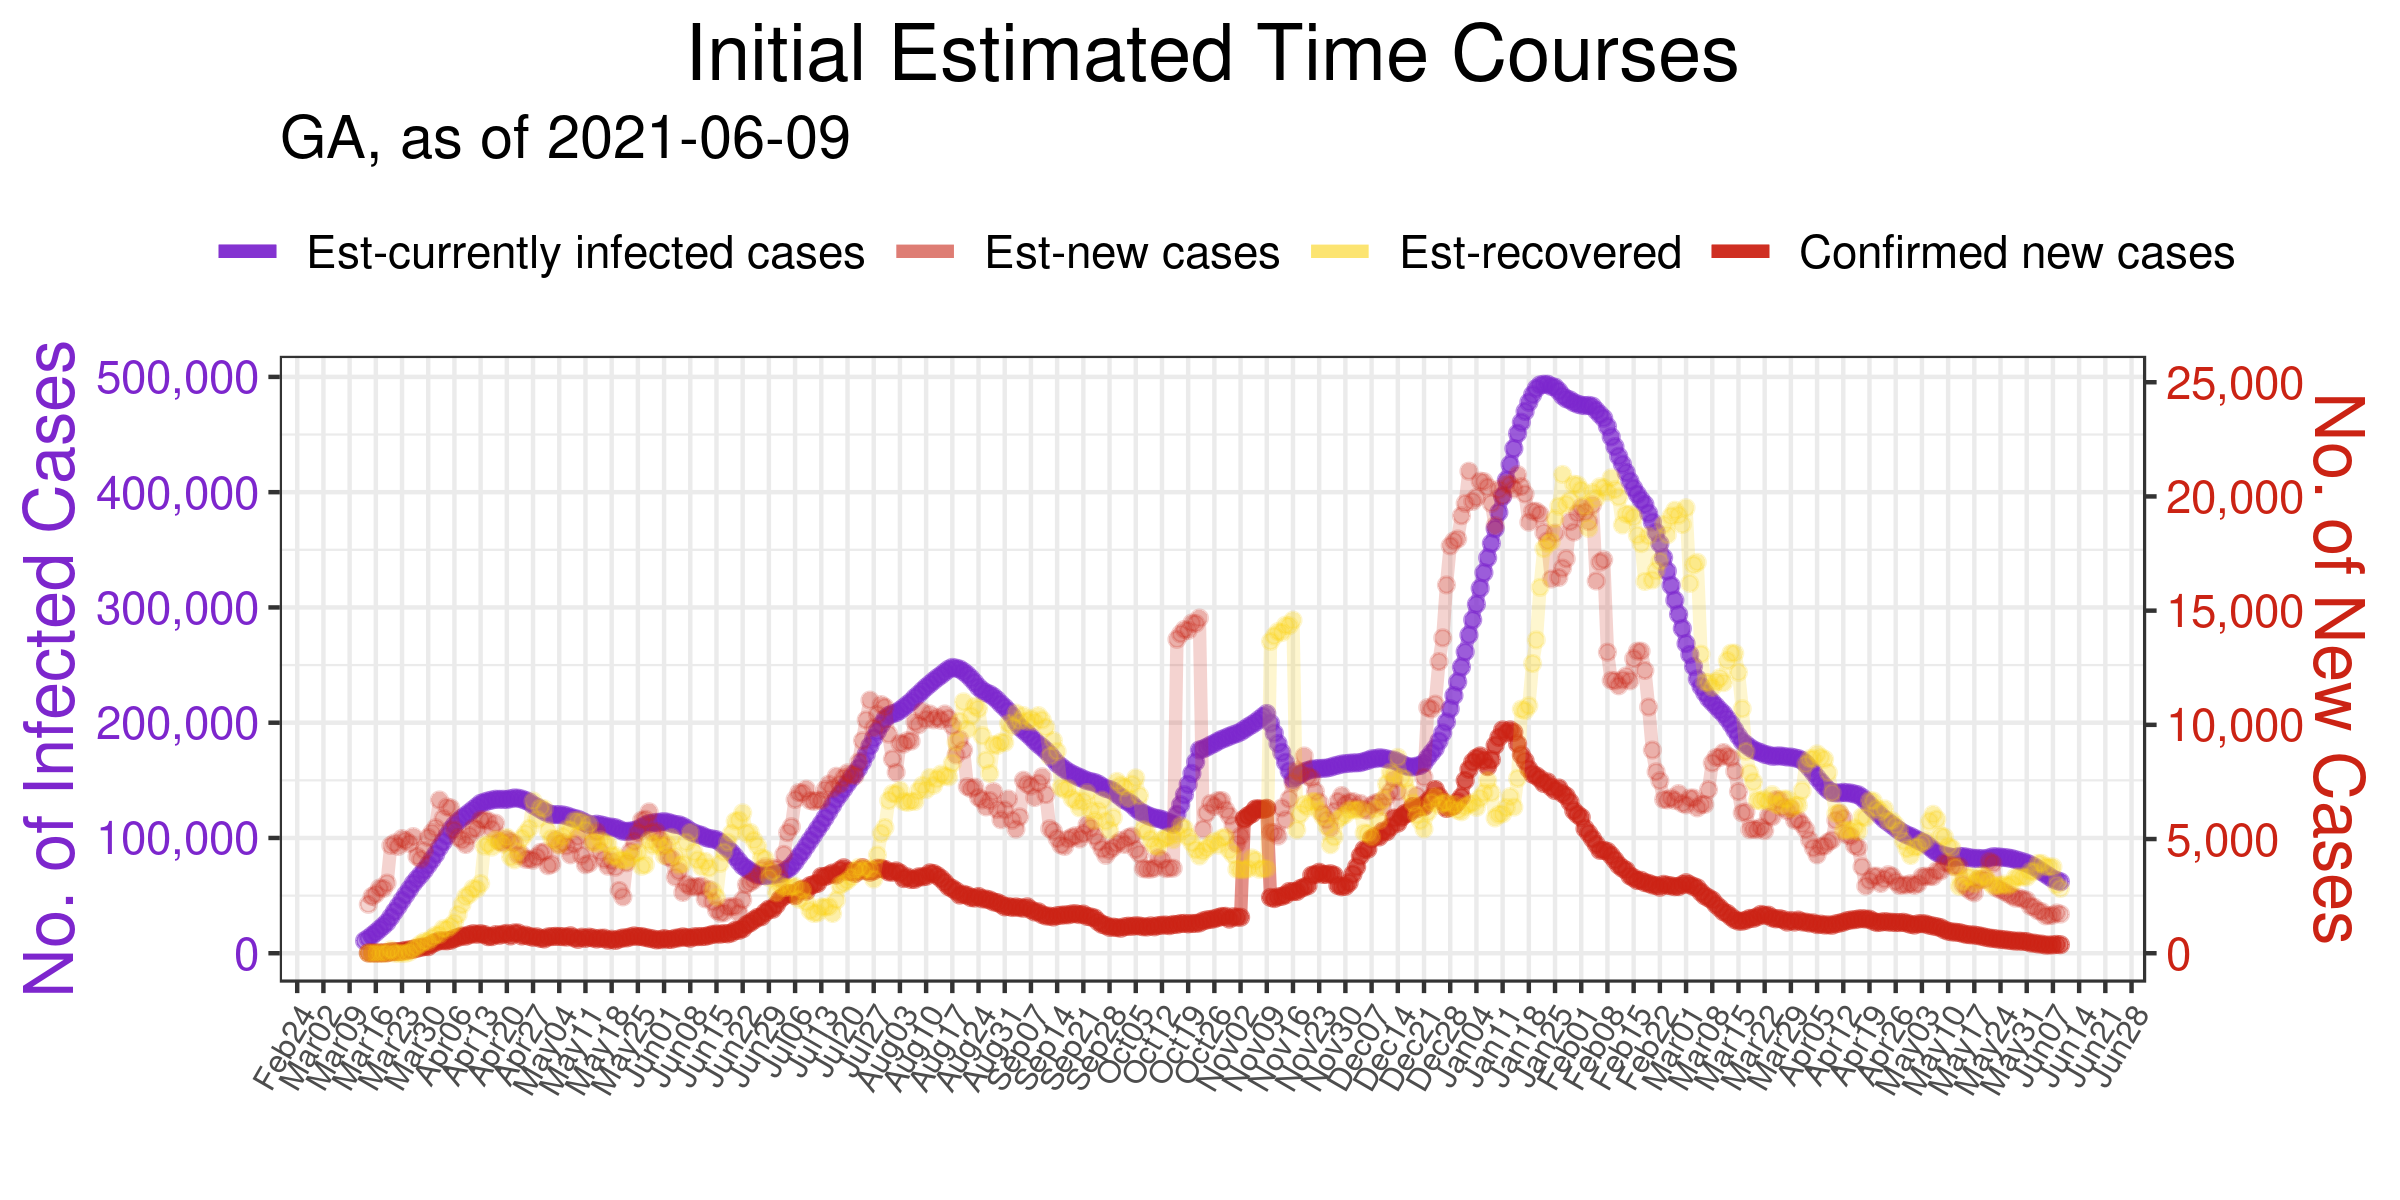 Initial Estimated Time Courses
GA, as of 2021-06-09
Est-currently infected cases Est-new cases Est-recovered Confirmed new cases
No. of Infected Cases
500,000
400,000
300,000
200,000
100,000
0
25,000
20,000
15,000
10,000
5,000
0
No. of New Cases
Feb24
Mar02
Mar09
Mar16
Mar23
Mar30
Apr06
Apr13
Apr20
Apr27
May04
May11
May18
May25
Jun01
Jun08
Jun15
Jun22
Jun29
Jul06
Jul13
Jul20
Jul27
Aug03
Aug10
Aug17
Aug24
Aug31
Sep07
Sep14
Sep21
Sep28
Oct05
Oct12
Oct19
Oct26
Nov02
Nov09
Nov16
Nov23
Nov30
Dec07
Dec14
Dec21
Dec28
Jan04
Jan11
Jan18
Jan25
Feb01
Feb08
Feb15
Feb22
Mar01
Mar08
Mar15
Mar22
Mar29
Apr05
Apr12
Apr19
Apr26
May03
May10
May17
May24
May31
Jun07
Jun14
Jun21
Jun28